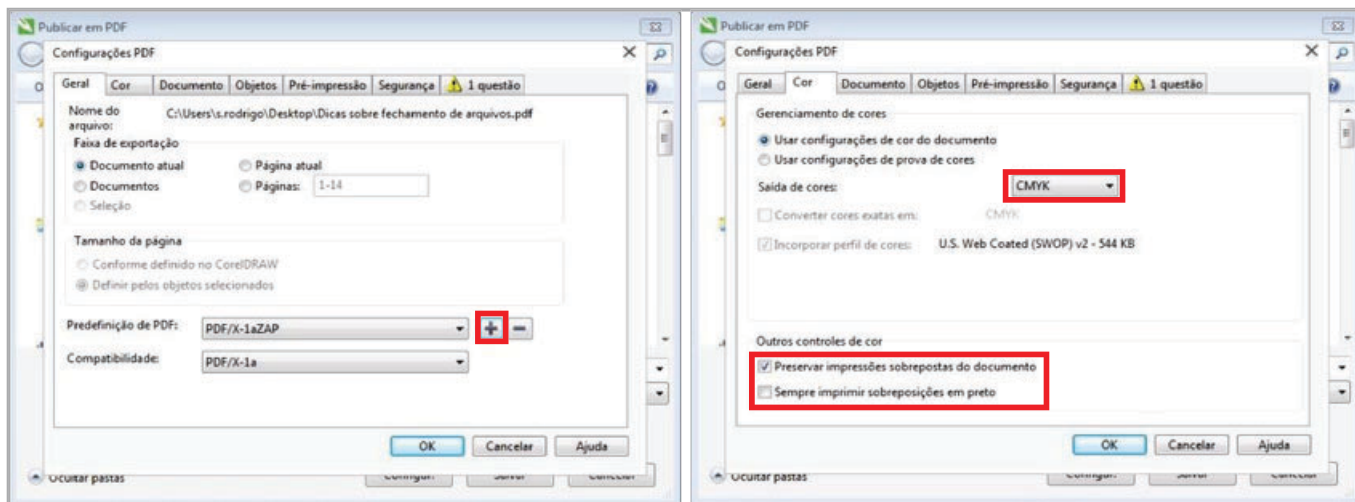 Publicar em PDF
Configurações PDF
Geral Cor Documento Objetos Pré-impressão Segurança 1 questão
Nome do arquivo: C:\Users\s.rodrigo\Desktop\Dicas sobre fechamento de arquivos.pdf
Faixa de exportação
Documento atual Página atual
Documentos Páginas: 1-14
Seleção
Tamanho da página
Conforme definido no CorelDRAW
Definir pelos objetos selecionados
Predefinição de PDF: PDF/X-1aZAP
Compatibilidade: PDF/X-1a
OK Cancelar Ajuda
Ocultar pastas
Publicar em PDF
Configurações PDF
Geral Cor Documento Objetos Pré-impressão Segurança 1 questão
Gerenciamento de cores
Usar configurações de cor do documento
Usar configurações de prova de cores
Saída de cores: CMYK
Converter cores exatas em: CMYK
Incorporar perfil de cores: U.S. Web Coated (SWOP) v2 - 544 KB
Outros controles de cor
Preservar impressões sobrepostas do documento
Sempre imprimir sobreposições em preto
OK Cancelar Ajuda
Ocultar pastas